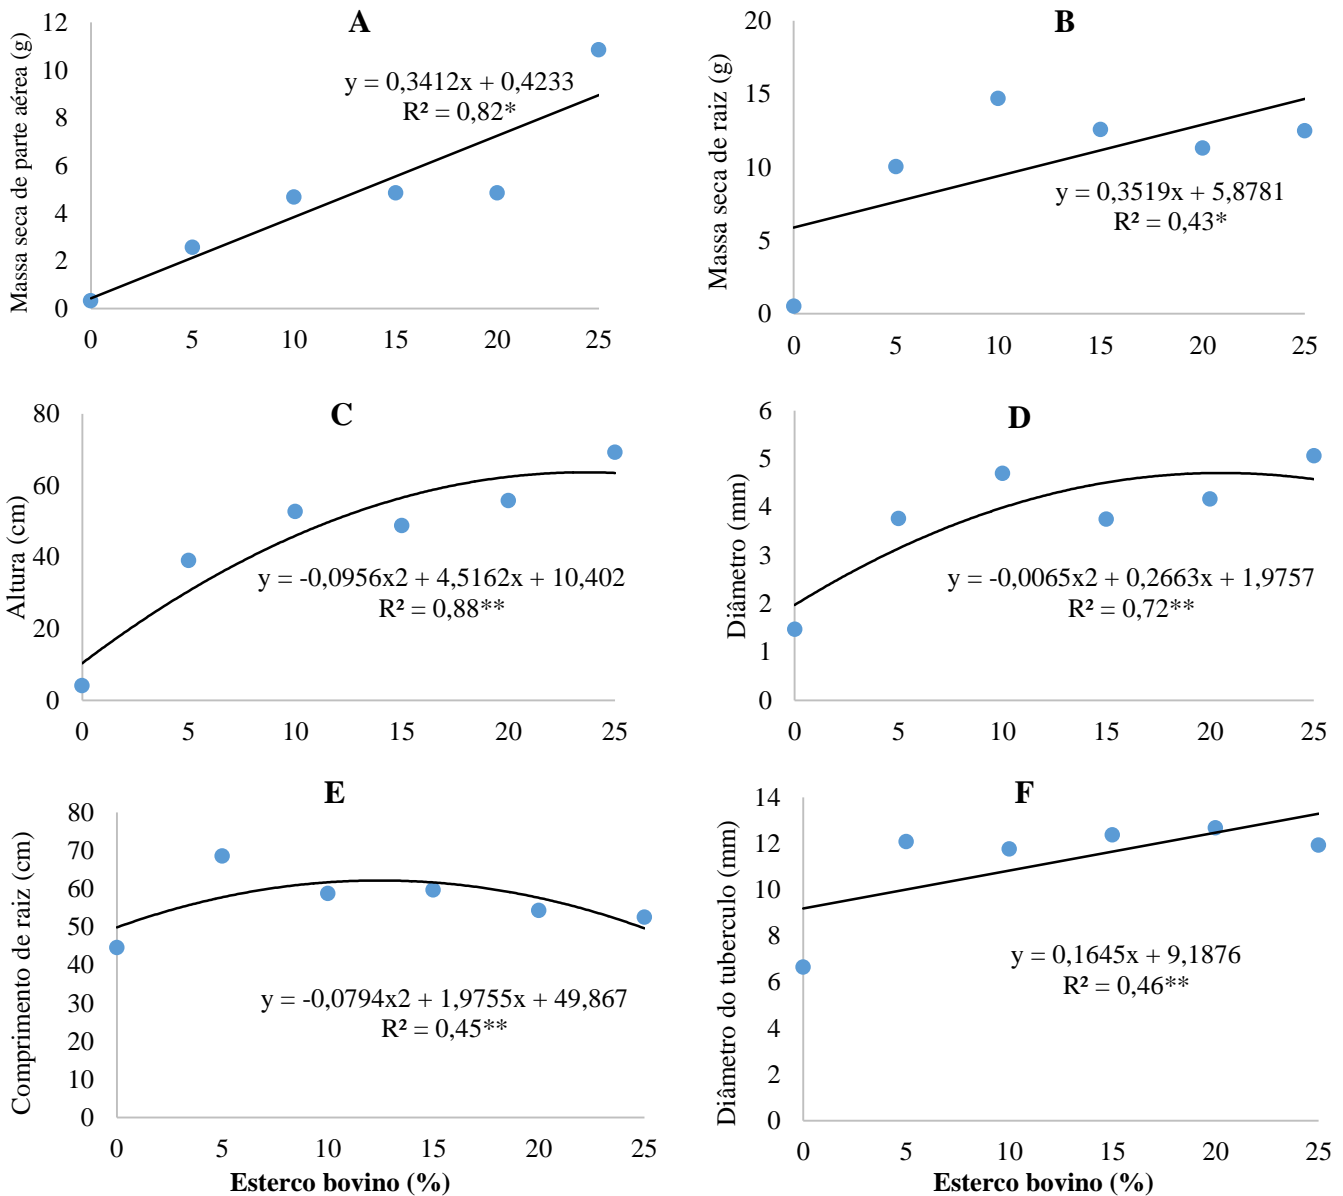 A
Massa seca de parte aérea (g)
12
10
8
6
4
2
0
y = 0,3412x + 0,4233
R² = 0,82*
0 5 10 15 20 25
B
Massa seca de raiz (g)
20
15
10
5
0
y = 0,3519x + 5,8781
R² = 0,43*
0 5 10 15 20 25
C
Altura (cm)
80
60
40
20
0
y = -0,0956x2 + 4,5162x + 10,402
R² = 0,88**
0 5 10 15 20 25
D
Diâmetro (mm)
6
5
4
3
2
1
0
y = -0,0065x2 + 0,2663x + 1,9757
R² = 0,72**
0 5 10 15 20 25
E
Comprimento de raiz (cm)
80
70
60
50
40
30
20
10
0
y = -0,0794x2 + 1,9755x + 49,867
R² = 0,45**
0 5 10 15 20 25
Esterco bovino (%)
F
Diâmetro do tuberculo (mm)
14
12
10
8
6
4
2
0
y = 0,1645x + 9,1876
R² = 0,46**
0 5 10 15 20 25
Esterco bovino (%)